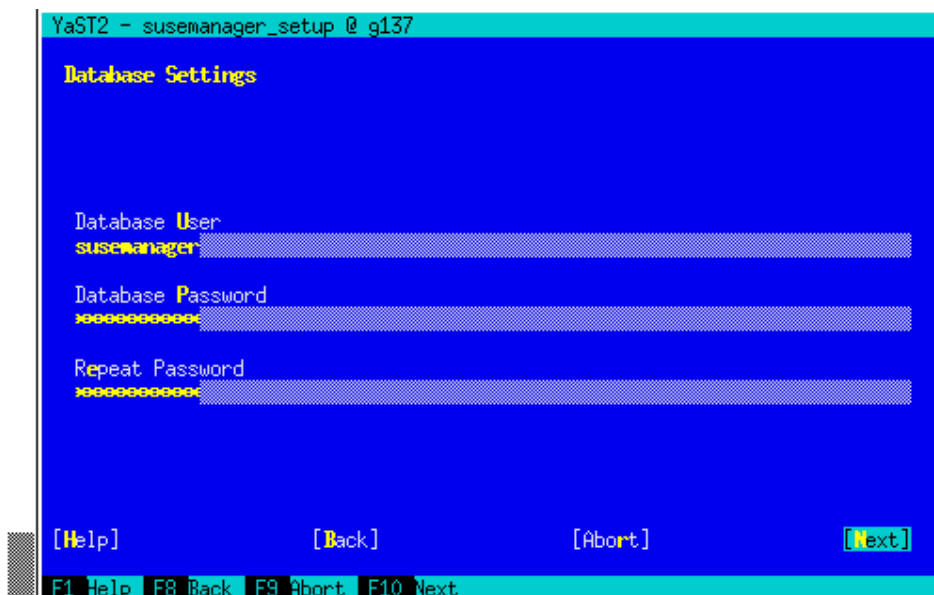 YaST2 - susemanager_setup @ g137
Database Settings
Database User
susemanager
Database Password
***********
Repeat Password
***********
[Help] [Back] [Abort] [Next]
F1 Help F8 Back F9 Abort F10 Next